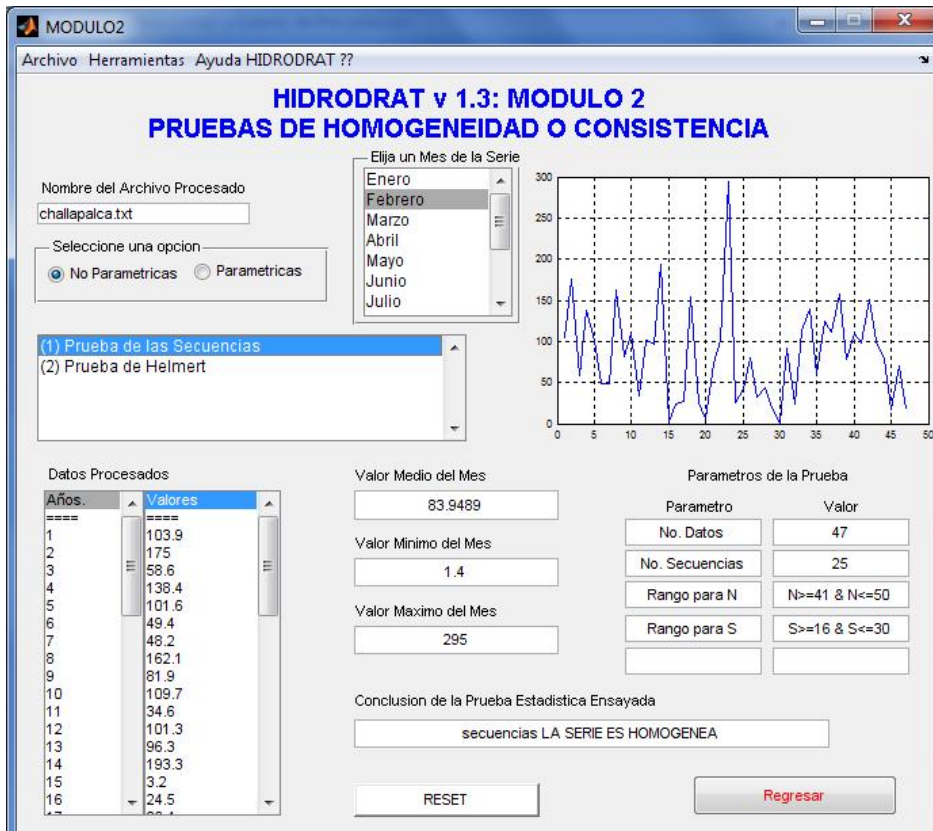 MODULO2
Archivo Herramientas Ayuda HIDRODRAT ??
HIDRODRAT v 1.3: MODULO 2
PRUEBAS DE HOMOGENEIDAD O CONSISTENCIA
Nombre del Archivo Procesado
challapalca.txt
Seleccione una opcion
No Parametricas Parametricas
Elija un Mes de la Serie
Enero
Febrero
Marzo
Abril
Mayo
Junio
Julio
300
250
200
150
100
50
0
0 5 10 15 20 25 30 35 40 45 50
(1) Prueba de las Secuencias
(2) Prueba de Helmert
Datos Procesados
Años. Valores
==== ====
1 103.9
2 175
3 58.6
4 138.4
5 101.6
6 49.4
7 48.2
8 162.1
9 81.9
10 109.7
11 34.6
12 101.3
13 96.3
14 193.3
15 3.2
16 24.5
Valor Medio del Mes
83.9489
Valor Minimo del Mes
1.4
Valor Maximo del Mes
295
Parametros de la Prueba
Parametro Valor
No. Datos 47
No. Secuencias 25
Rango para N N>=41 & N<=50
Rango para S S>=16 & S<=30
Conclusion de la Prueba Estadistica Ensayada
secuencias LA SERIE ES HOMOGENEA
RESET
Regresar